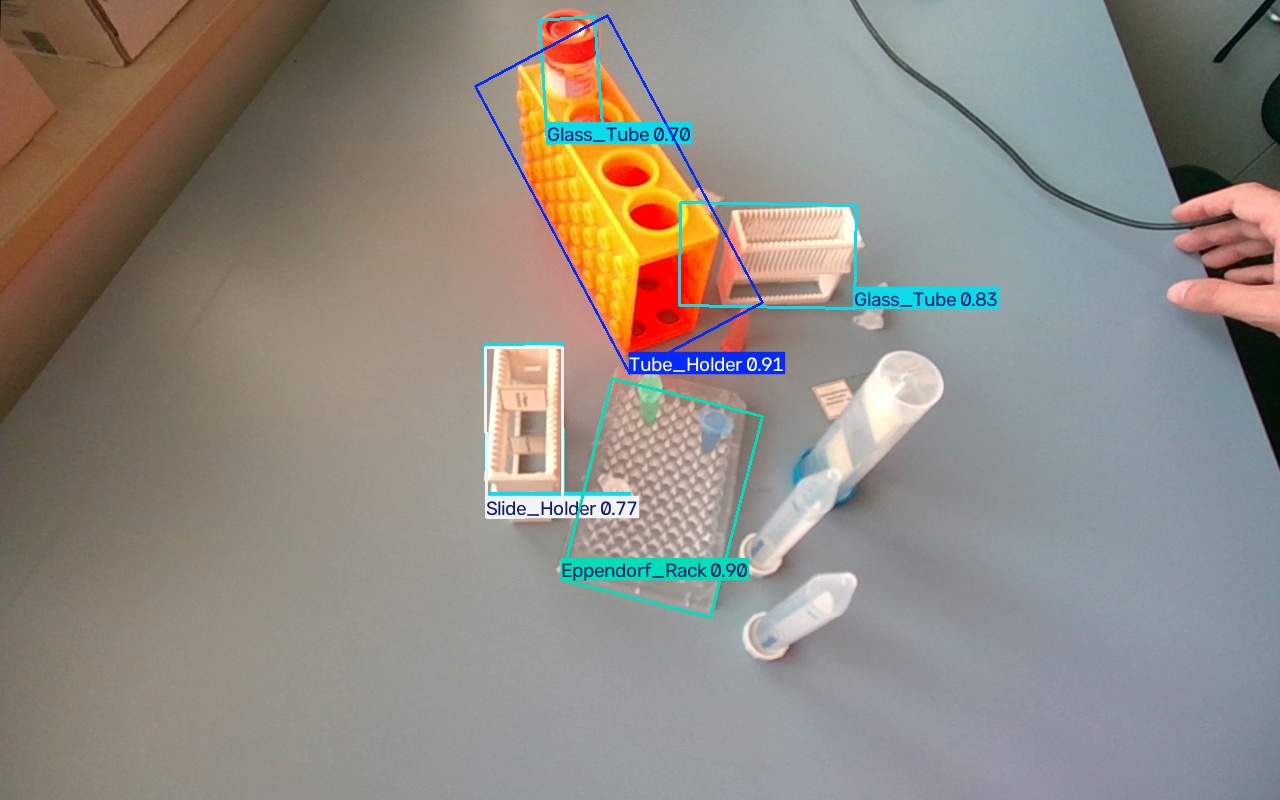 Glass_Tube 0.70
Glass_Tube 0.83
Tube_Holder 0.91
Slide_Holder 0.77
Eppendorf_Rack 0.90